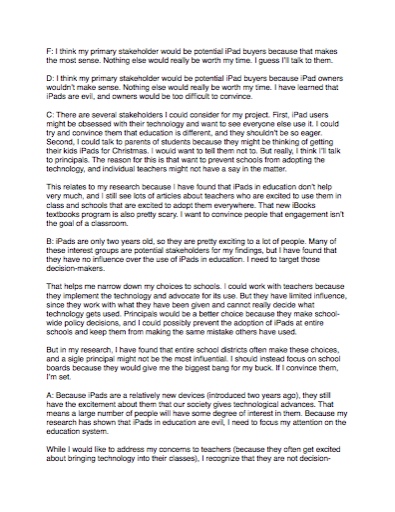 F: I think my primary stakeholder would be potential iPad buyers because that makes
the most sense. Nothing else would really be worth my time. I guess I'll talk to them.
D: I think my primary stakeholder would be potential iPad buyers because iPad owners
wouldn't make sense. Nothing else would really be worth my time. I have learned that
iPads are evil, and owners would be too difficult to convince.
C: There are several stakeholders I could consider for my project. First, iPad users
might be obsessed with their technology and want to see everyone else use it. I could
try and convince them that education is different, and they shouldn't be so eager.
Second, I could talk to parents of students because they might be thinking of getting
their kids iPads for Christmas. I would want to tell them not to. But really, I think I'll talk
to principals. The reason for this is that want to prevent schools from adopting the
technology, and individual teachers might not have a say in the matter.
This relates to my research because I have found that iPads in education don't help
very much, and I still see lots of articles about teachers who are excited to use them in
class and schools that are excited to adopt them everywhere. That new iBooks
textbooks program is also pretty scary. I want to convince people that engagement isn't
the goal of a classroom.
B: iPads are only two years old, so they are pretty exciting to a lot of people. Many of
these interest groups are potential stakeholders for my findings, but I have found that
they have no influence over the use of iPads in education. I need to target those
decision-makers.
That helps me narrow down my choices to schools. I could work with teachers because
they implement the technology and advocate for its use. But they have limited influence,
since they work with what they have been given and cannot really decide what
technology gets used. Principals would be a better choice because they make school-
wide policy decisions, and I could possibly prevent the adoption of iPads at entire
schools and keep them from making the same mistakes others have made.
But in my research, I have found that entire school districts often make these choices,
and a sigle principal might not be the most influential. I should instead focus on school
boards because they would give me the biggest bang for my buck. If I convince them,
I'm set.
A: Because iPads are a relatively new devices (introduced two years ago), they still
have the excitement about them that our society gives technological advances. That
means a large number of people will have some degree of interest in them. Because my
research has shown that iPads in education are evil, I need to focus my attention on the
education system.
While I would like to address my concerns to teachers (because they often get excited
about bringing technology into their classes), I recognize that they are not decision-